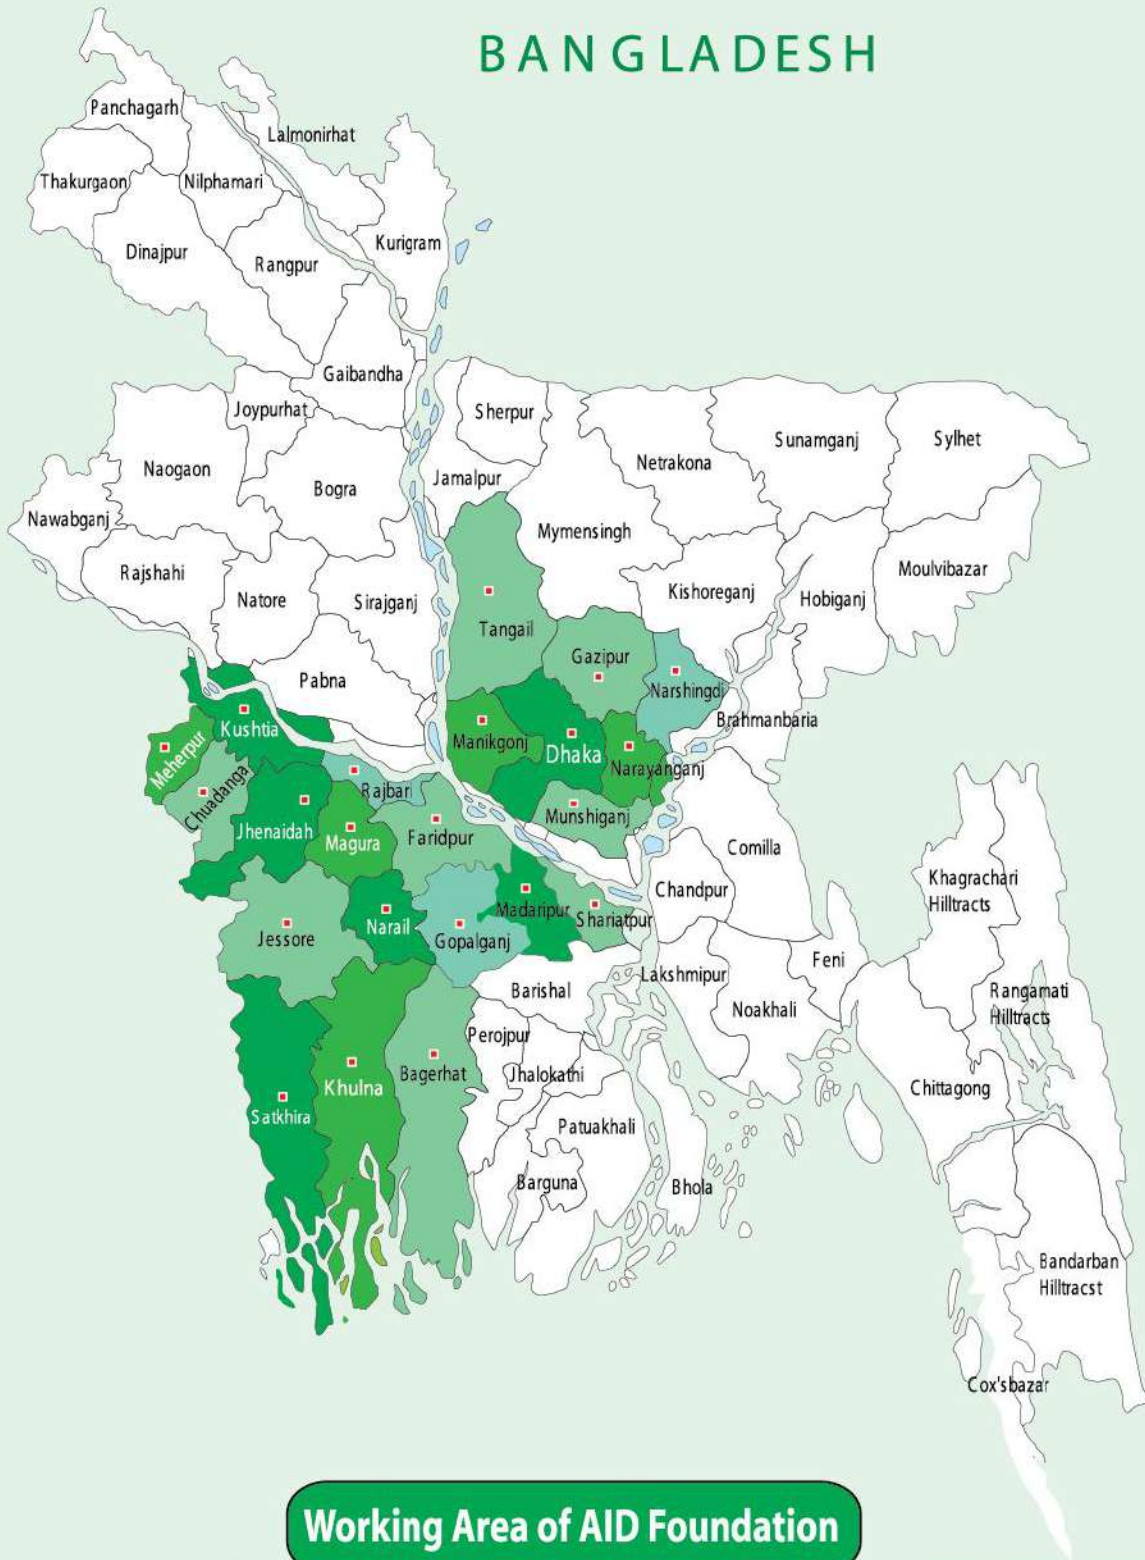 BANGLADESH
Panchagarh
Lalmonirhat
Thakurgaon
Nilphamari
Dinajpur
Rangpur
Kurigram
Gaibandha
Joypurhat
Sherpur
Sunamganj
Sylhet
Naogaon
Bogra
Jamalpur
Netrakona
Nawabganj
Mymensingh
Rajshahi
Natore
Sirajganj
Kishoreganj
Hobiganj
Moulvibazar
Tangail
Gazipur
Pabna
Narshingdi
Kushtia
Brahmanbaria
Meherpur
Manikgonj
Dhaka
Narayanganj
Chuadanga
Rajbari
Jhenaidah
Magura
Faridpur
Munshiganj
Comilla
Chandpur
Khagrachari
Hilltracts
Jessore
Narail
Gopalganj
Madaripur
Shariatpur
Feni
Lakshmipur
Barishal
Noakhali
Rangamati
Hilltracts
Perojpur
Jhalokathi
Bagerhat
Khulna
Satkhira
Chittagong
Patuakhali
Barguna
Bhola
Bandarban
Hilltracst
Cox'sbazar
Working Area of AID Foundation